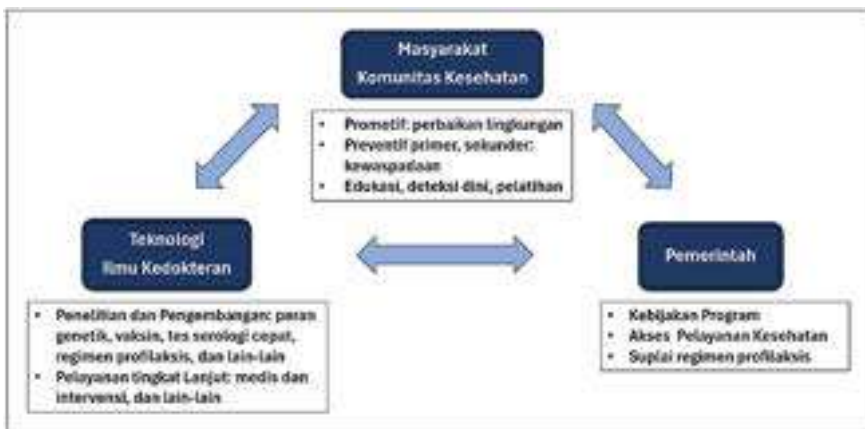 Masyarakat
Komunitas Kesehatan
• Promotif: perbaikan lingkungan
• Preventif primer, sekunder:
kewaspadaan
• Edukasi, deteksi dini, pelatihan
Teknologi
Ilmu Kedokteran
• Penelitian dan Pengembangan: peran
genetik, vaksin, tes serologi cepat,
regimen profilaksis, dan lain-lain
• Pelayanan tingkat Lanjut: medis dan
intervensi, dan lain-lain
Pemerintah
• Kebijakan Program
• Akses Pelayanan Kesehatan
• Suplai regimen profilaksis